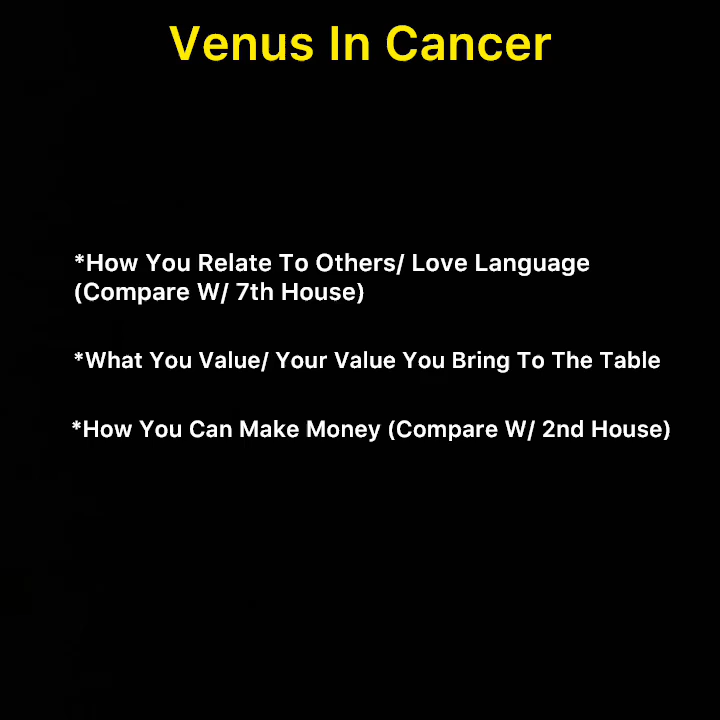 Venus In Cancer
*How You Relate To Others/ Love Language
(Compare W/ 7th House)
*What You Value/ Your Value You Bring To The Table
*How You Can Make Money (Compare W/ 2nd House)